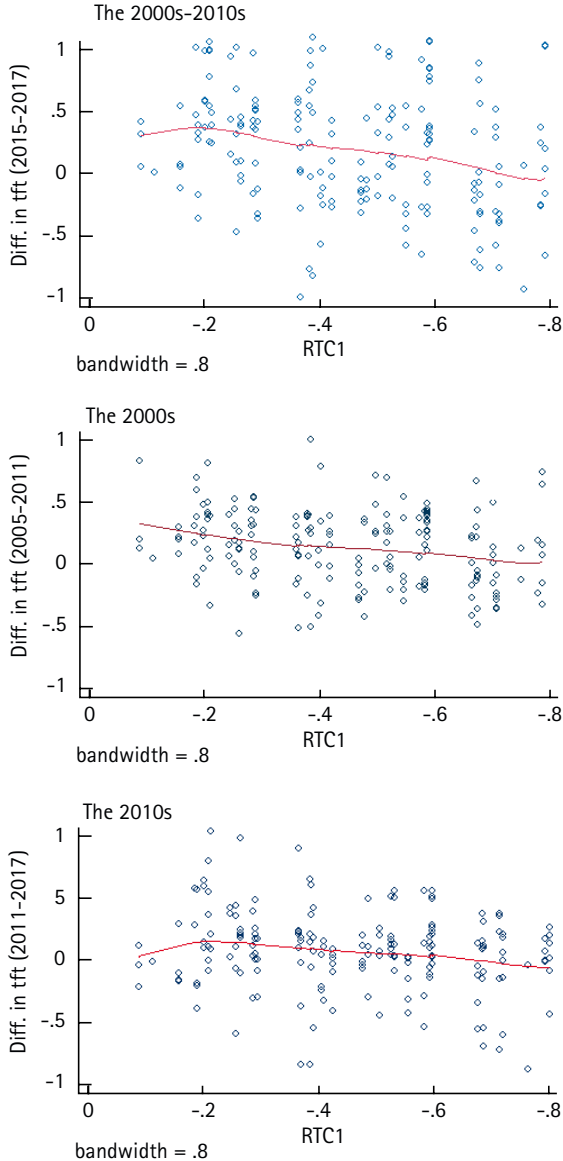 The 2000s-2010s
Diff. in tft (2015-2017)
1
.5
0
-.5
-1
0 -.2 -.4 -.6 -.8
RTC1
bandwidth = .8
The 2000s
Diff. in tft (2005-2011)
1
.5
0
-.5
-1
0 -.2 -.4 -.6 -.8
RTC1
bandwidth = .8
The 2010s
Diff. in tft (2011-2017)
1
5
0
-.5
-1
0 -.2 -.4 -.6 -.8
RTC1
bandwidth = .8